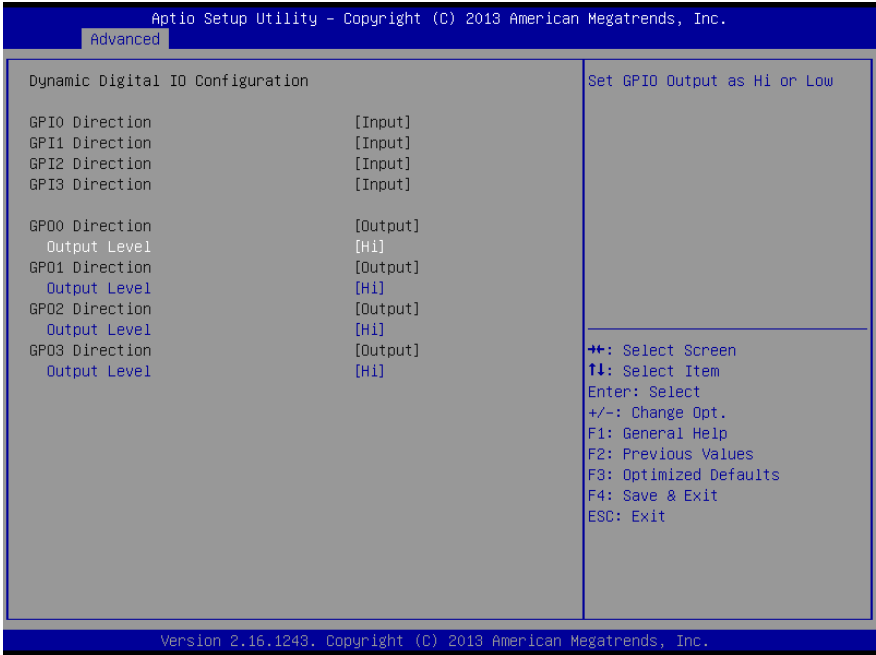 Aptio Setup Utility – Copyright (C) 2013 American Megatrends, Inc.
Advanced
Dynamic Digital IO Configuration
GPI0 Direction [Input]
GPI1 Direction [Input]
GPI2 Direction [Input]
GPI3 Direction [Input]
GPO0 Direction [Output]
Output Level [Hi]
GPO1 Direction [Output]
Output Level [Hi]
GPO2 Direction [Output]
Output Level [Hi]
GPO3 Direction [Output]
Output Level [Hi]
Set GPIO Output as Hi or Low
→←: Select Screen
↑↓: Select Item
Enter: Select
+/-: Change Opt.
F1: General Help
F2: Previous Values
F3: Optimized Defaults
F4: Save & Exit
ESC: Exit
Version 2.16.1243. Copyright (C) 2013 American Megatrends, Inc.